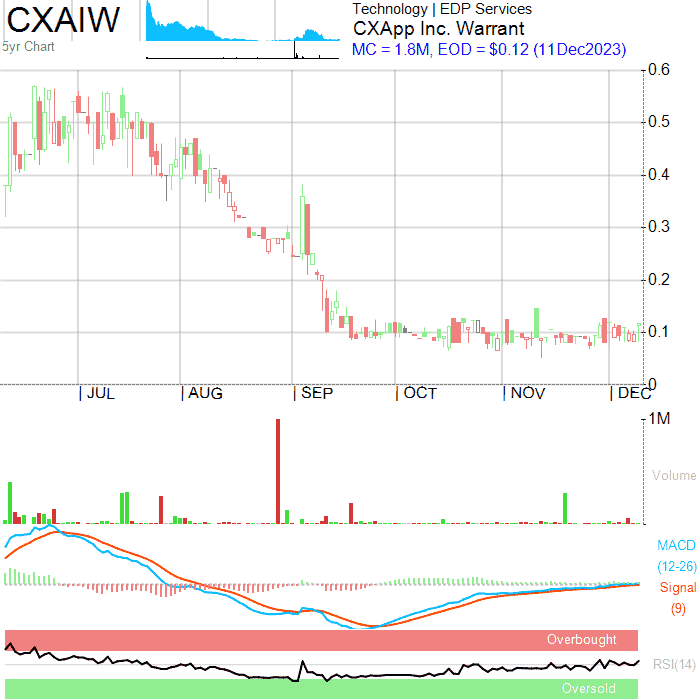 CXAIW
5yr Chart
Technology | EDP Services
CXApp Inc. Warrant
MC = 1.8M, EOD = $0.12 (11Dec2023)
0.6
0.5
0.4
0.3
0.2
0.1
0
| JUL | AUG | SEP | OCT | NOV | DEC
1M
Volume
MACD
(12-26)
Signal
(9)
Overbought
RSI(14)
Oversold